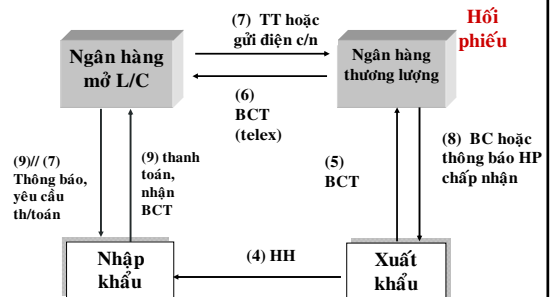 (7) TT hoặc
gửi điện c/n
Hối
phiếu
Ngân hàng
mở L/C
Ngân hàng
thương lượng
(6)
BCT
(telex)
(9)// (7)
Thông báo,
yêu cầu
th/toán
(9) thanh
toán,
nhận
BCT
(5)
BCT
(8) BC hoặc
thông báo HP
chấp nhận
Nhập
khẩu
(4) HH
Xuất
khẩu